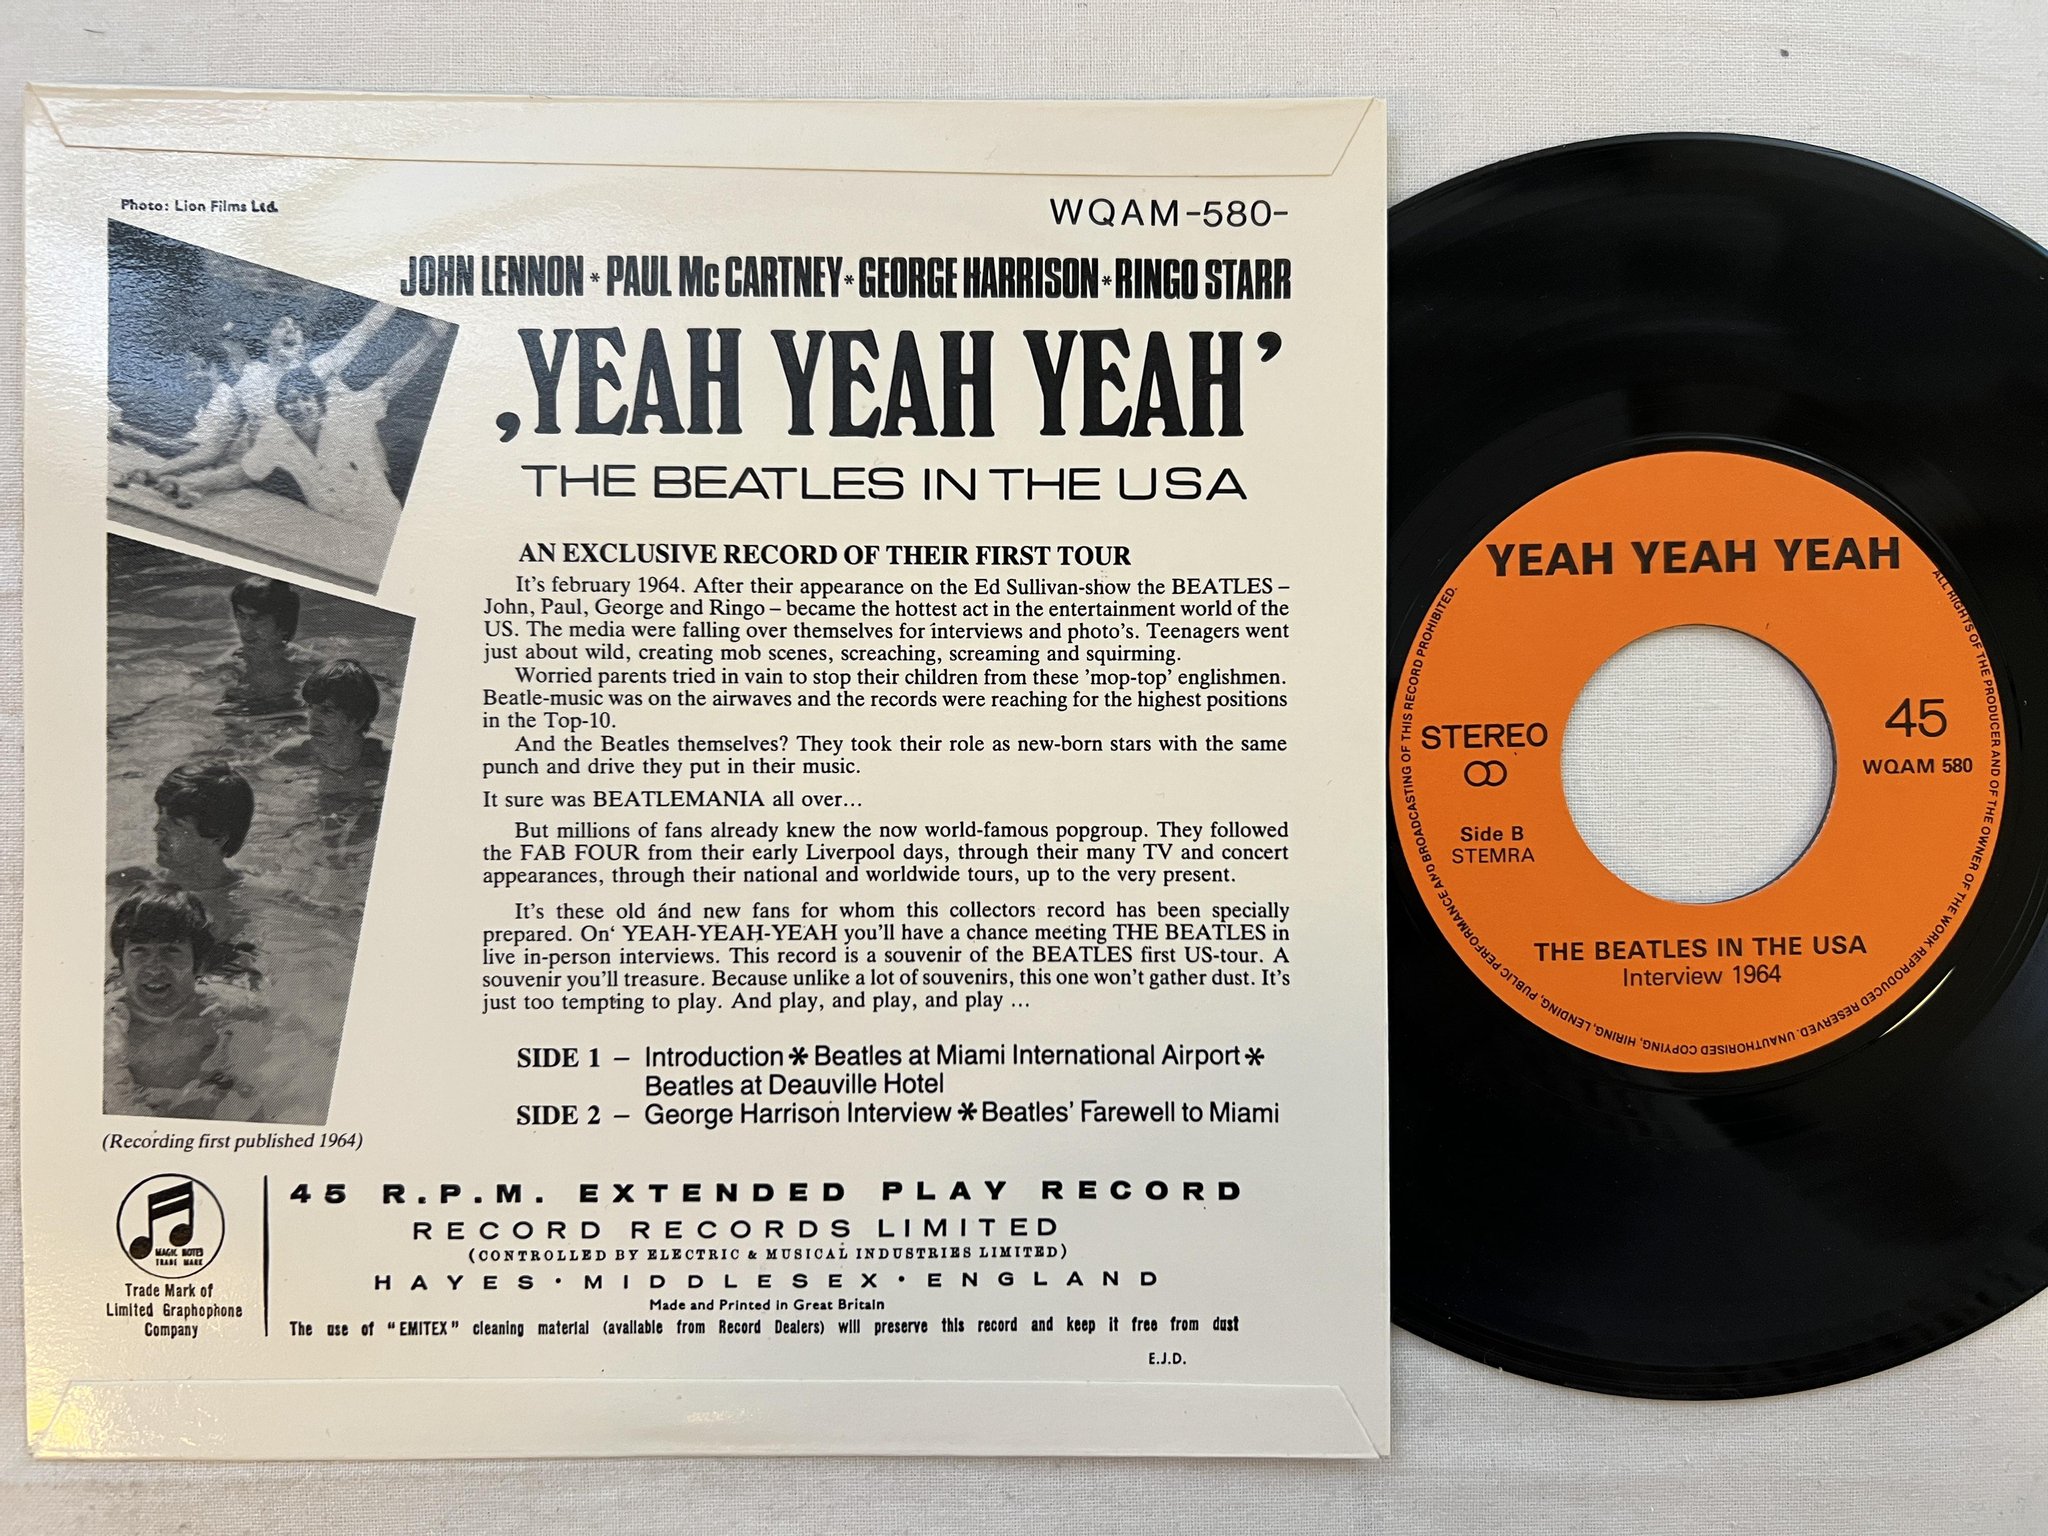 Photo: Lion Films Ltd.
WQAM-580-
JOHN LENNON * PAUL Mc CARTNEY * GEORGE HARRISON * RINGO STARR
‚YEAH YEAH YEAH’
THE BEATLES IN THE USA
AN EXCLUSIVE RECORD OF THEIR FIRST TOUR
It's february 1964. After their appearance on the Ed Sullivan-show the BEATLES –
John, Paul, George and Ringo – became the hottest act in the entertainment world of the
US. The media were falling over themselves for interviews and photo's. Teenagers went
just about wild, creating mob scenes, screaching, screaming and squirming.
Worried parents tried in vain to stop their children from these 'mop-top' englishmen.
Beatle-music was on the airwaves and the records were reaching for the highest positions
in the Top-10.
And the Beatles themselves? They took their role as new-born stars with the same
punch and drive they put in their music.
It sure was BEATLEMANIA all over...
But millions of fans already knew the now world-famous popgroup. They followed
the FAB FOUR from their early Liverpool days, through their many TV and concert
appearances, through their national and worldwide tours, up to the very present.
It's these old ánd new fans for whom this collectors record has been specially
prepared. On‘ YEAH-YEAH-YEAH you'll have a chance meeting THE BEATLES in
live in-person interviews. This record is a souvenir of the BEATLES first US-tour. A
souvenir you'll treasure. Because unlike a lot of souvenirs, this one won't gather dust. It's
just too tempting to play. And play, and play, and play ...
SIDE 1 – Introduction * Beatles at Miami International Airport *
Beatles at Deauville Hotel
SIDE 2 – George Harrison Interview * Beatles' Farewell to Miami
(Recording first published 1964)
MAGIC NOTES
TRADE MARK
Trade Mark of
Limited Graphophone
Company
45 R.P.M. EXTENDED PLAY RECORD
RECORD RECORDS LIMITED
(CONTROLLED BY ELECTRIC & MUSICAL INDUSTRIES LIMITED)
HAYES · MIDDLESEX · ENGLAND
Made and Printed in Great Britain
The use of "EMITEX" cleaning material (available from Record Dealers) will preserve this record and keep it free from dust
E.J.D.
YEAH YEAH YEAH
STEREO
45
WQAM 580
Side B
STEMRA
THE BEATLES IN THE USA
Interview 1964
ALL RIGHTS OF THE PRODUCER AND OF THE OWNER OF THE WORK REPRODUCED RESERVED. UNAUTHORISED COPYING, HIRING, LENDING, PUBLIC PERFORMANCE AND BROADCASTING OF THIS RECORD PROHIBITED.